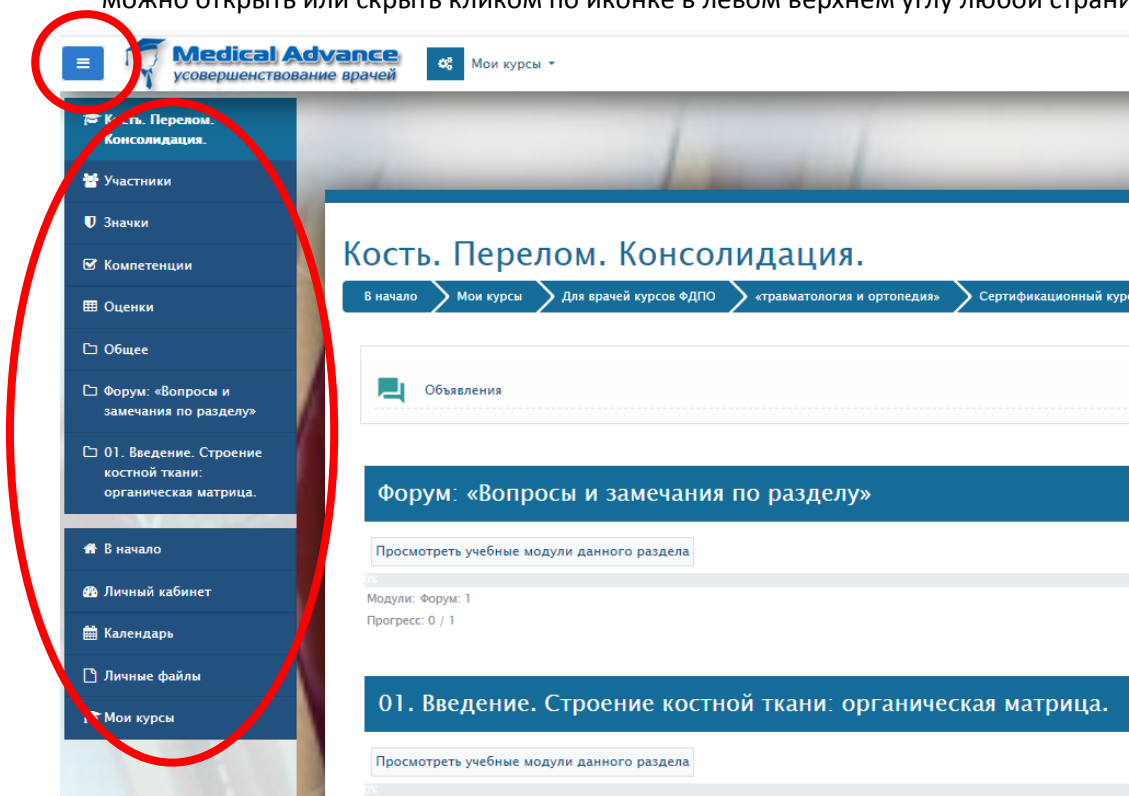 можно открыть или скрыть кликом по иконке в левом верхнем углу любой страни
Medical Advance
усовершенствование врачей
Мои курсы
Кость. Перелом.
Консолидация.
Участники
Значки
Компетенции
Оценки
Общее
Форум: «Вопросы и
замечания по разделу»
01. Введение. Строение
костной ткани:
органическая матрица.
В начало
Личный кабинет
Календарь
Личные файлы
Мои курсы
Кость. Перелом. Консолидация.
В начало Мои курсы Для врачей курсов ФДПО «травматология и ортопедия» Сертификационный кур
Объявления
Форум: «Вопросы и замечания по разделу»
Просмотреть учебные модули данного раздела
0%
Модули: Форум: 1
Прогресс: 0 / 1
01. Введение. Строение костной ткани: органическая матрица.
Просмотреть учебные модули данного раздела
0%